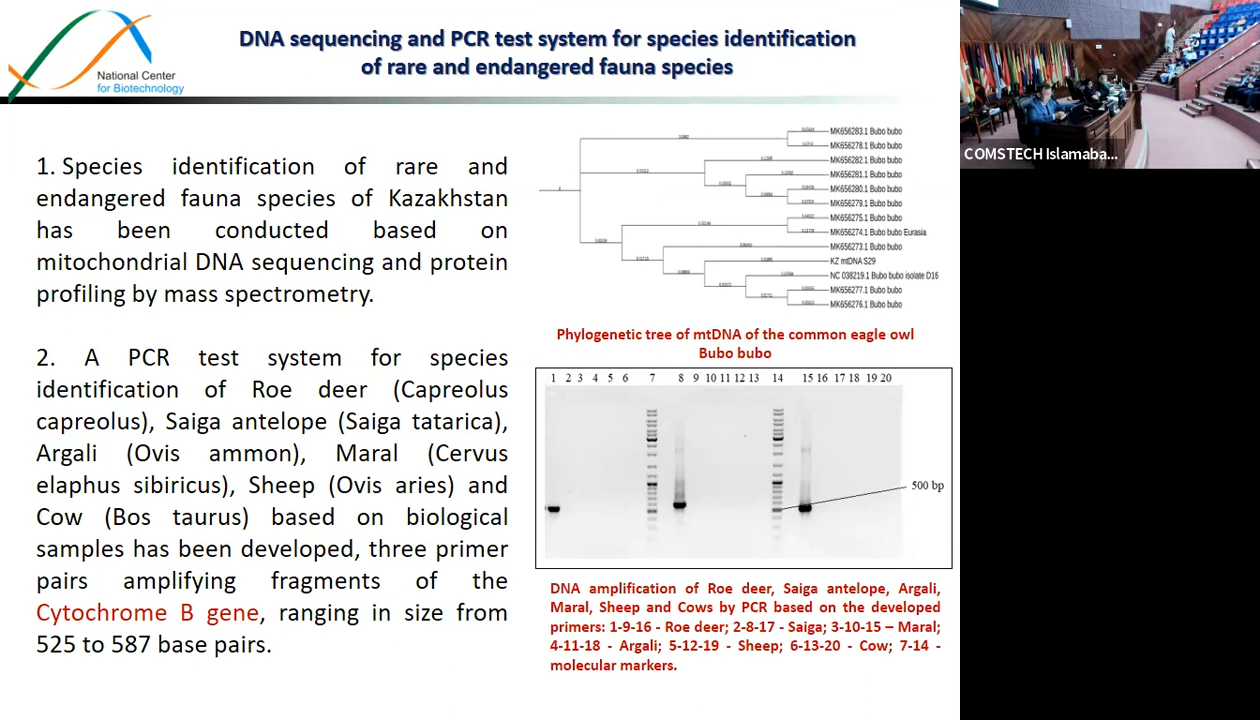 National Center
for Biotechnology
DNA sequencing and PCR test system for species identification
of rare and endangered fauna species
1. Species identification of rare and
endangered fauna species of Kazakhstan
has been conducted based on
mitochondrial DNA sequencing and protein
profiling by mass spectrometry.
2. A PCR test system for species
identification of Roe deer (Capreolus
capreolus), Saiga antelope (Saiga tatarica),
Argali (Ovis ammon), Maral (Cervus
elaphus sibiricus), Sheep (Ovis aries) and
Cow (Bos taurus) based on biological
samples has been developed, three primer
pairs amplifying fragments of the
Cytochrome B gene, ranging in size from
525 to 587 base pairs.
MK656283.1 Bubo bubo
MK656278.1 Bubo bubo
MK656282.1 Bubo bubo
MK656281.1 Bubo bubo
MK656280.1 Bubo bubo
MK656279.1 Bubo bubo
MK656275.1 Bubo bubo
MK656274.1 Bubo bubo Eurasia
MK656273.1 Bubo bubo
KZ mtDNA S29
NC 038219.1 Bubo bubo isolate D16
MK656277.1 Bubo bubo
MK656276.1 Bubo bubo
Phylogenetic tree of mtDNA of the common eagle owl
Bubo bubo
1 2 3 4 5 6 7 8 9 10 11 12 13 14 15 16 17 18 19 20
500 bp
DNA amplification of Roe deer, Saiga antelope, Argali,
Maral, Sheep and Cows by PCR based on the developed
primers: 1-9-16 - Roe deer; 2-8-17 - Saiga; 3-10-15 – Maral;
4-11-18 - Argali; 5-12-19 - Sheep; 6-13-20 - Cow; 7-14 -
molecular markers.
COMSTECH Islamaba...